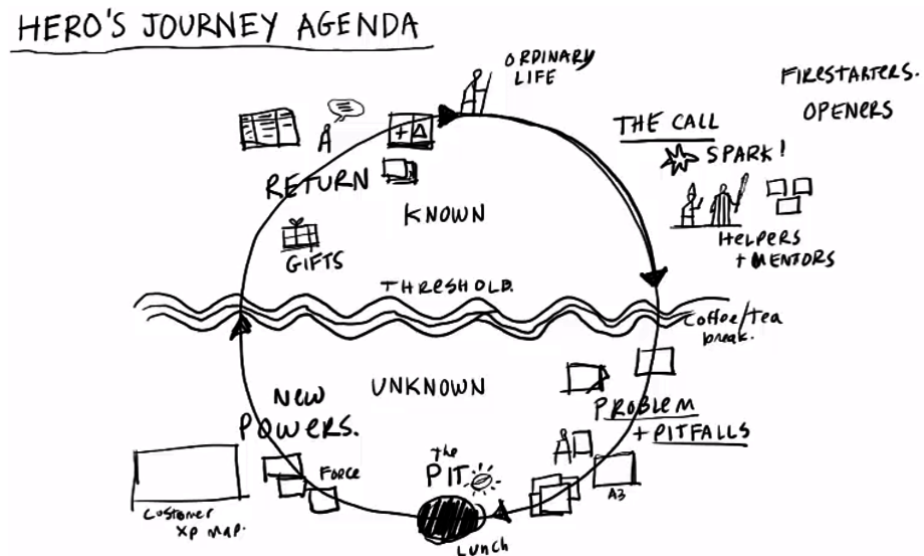 HERO'S JOURNEY AGENDA
ORDINARY
LIFE
FIRESTARTERS.
OPENERS
THE CALL
SPARK!
HELPERS
+ MENTORS
RETURN
KNOWN
GIFTS
THRESHOLD.
Coffee/tea
break.
UNKNOWN
PROBLEM
+ PITFALLS
A3
the
PIT
Lunch
NEW
POWERS.
FORCE
Costomer
XP map.